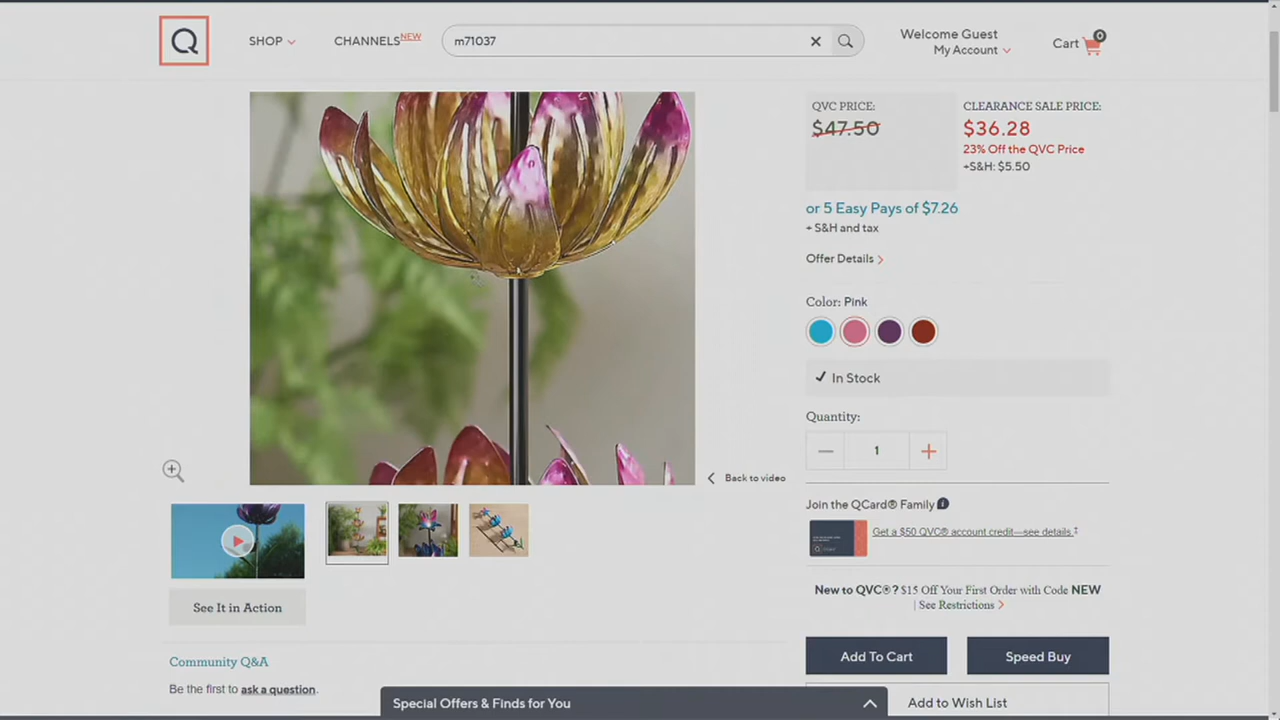 Q
SHOP
CHANNELS NEW
m71037
Welcome Guest
My Account
Cart 0
QVC PRICE:
$47.50
CLEARANCE SALE PRICE:
$36.28
23% Off the QVC Price
+S&H: $5.50
or 5 Easy Pays of $7.26
+ S&H and tax
Offer Details
Color: Pink
In Stock
Quantity:
1
Back to video
Join the QCard® Family
Get a $50 QVC® account credit—see details.‡
New to QVC®? $15 Off Your First Order with Code NEW
| See Restrictions
See It in Action
Add To Cart
Speed Buy
Community Q&A
Be the first to ask a question.
Special Offers & Finds for You
Add to Wish List